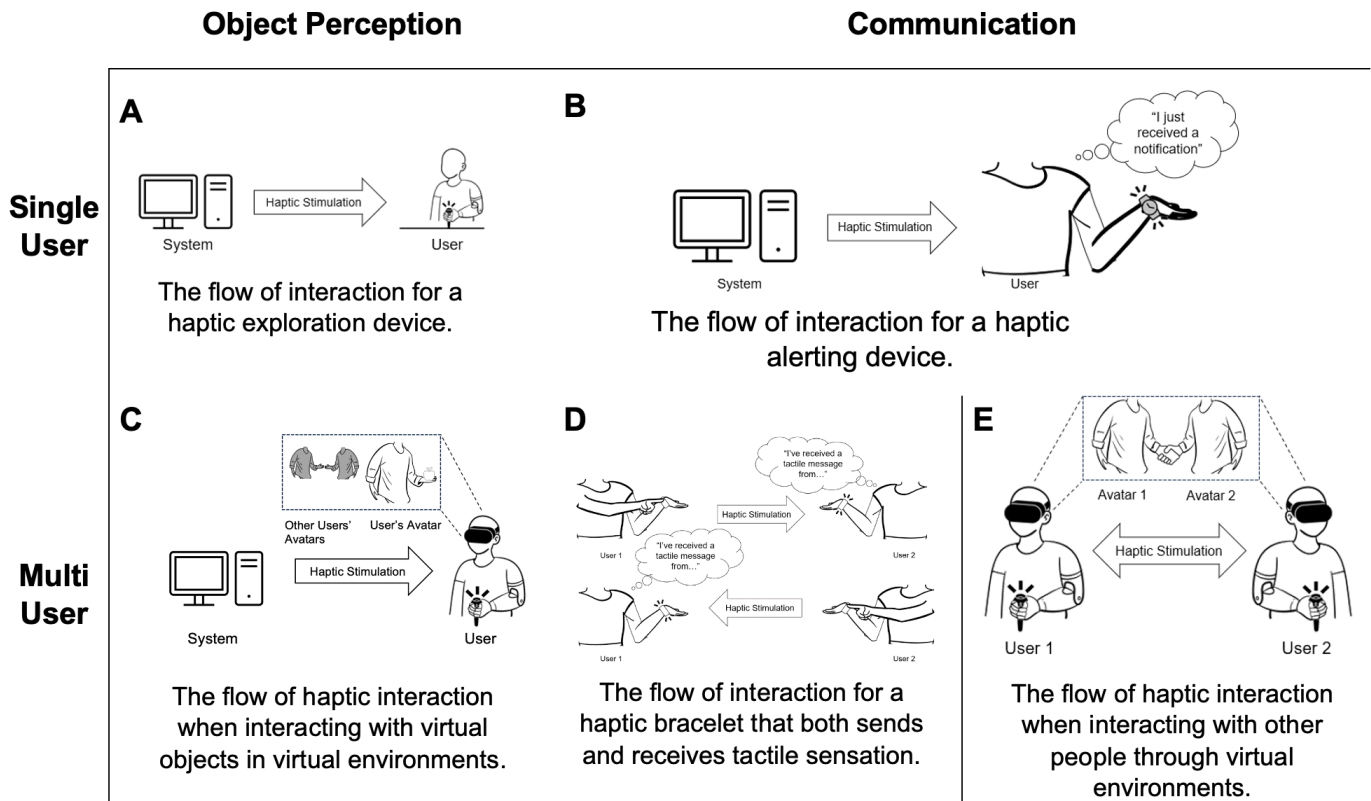 Object Perception
Communication
Single
User
A
System
Haptic Stimulation
User
The flow of interaction for a
haptic exploration device.
B
"I just
received a
notification"
System
Haptic Stimulation
User
The flow of interaction for a haptic
alerting device.
Multi
User
C
Other Users'
Avatars
User's Avatar
System
Haptic Stimulation
User
The flow of haptic interaction
when interacting with virtual
objects in virtual environments.
D
"I've received a
tactile message
from…"
Haptic Stimulation
User 1
User 2
"I've received a
tactile message
from…"
Haptic Stimulation
User 1
User 2
The flow of interaction for a
haptic bracelet that both sends
and receives tactile sensation.
E
Avatar 1
Avatar 2
Haptic Stimulation
User 1
User 2
The flow of haptic interaction
when interacting with other
people through virtual
environments.